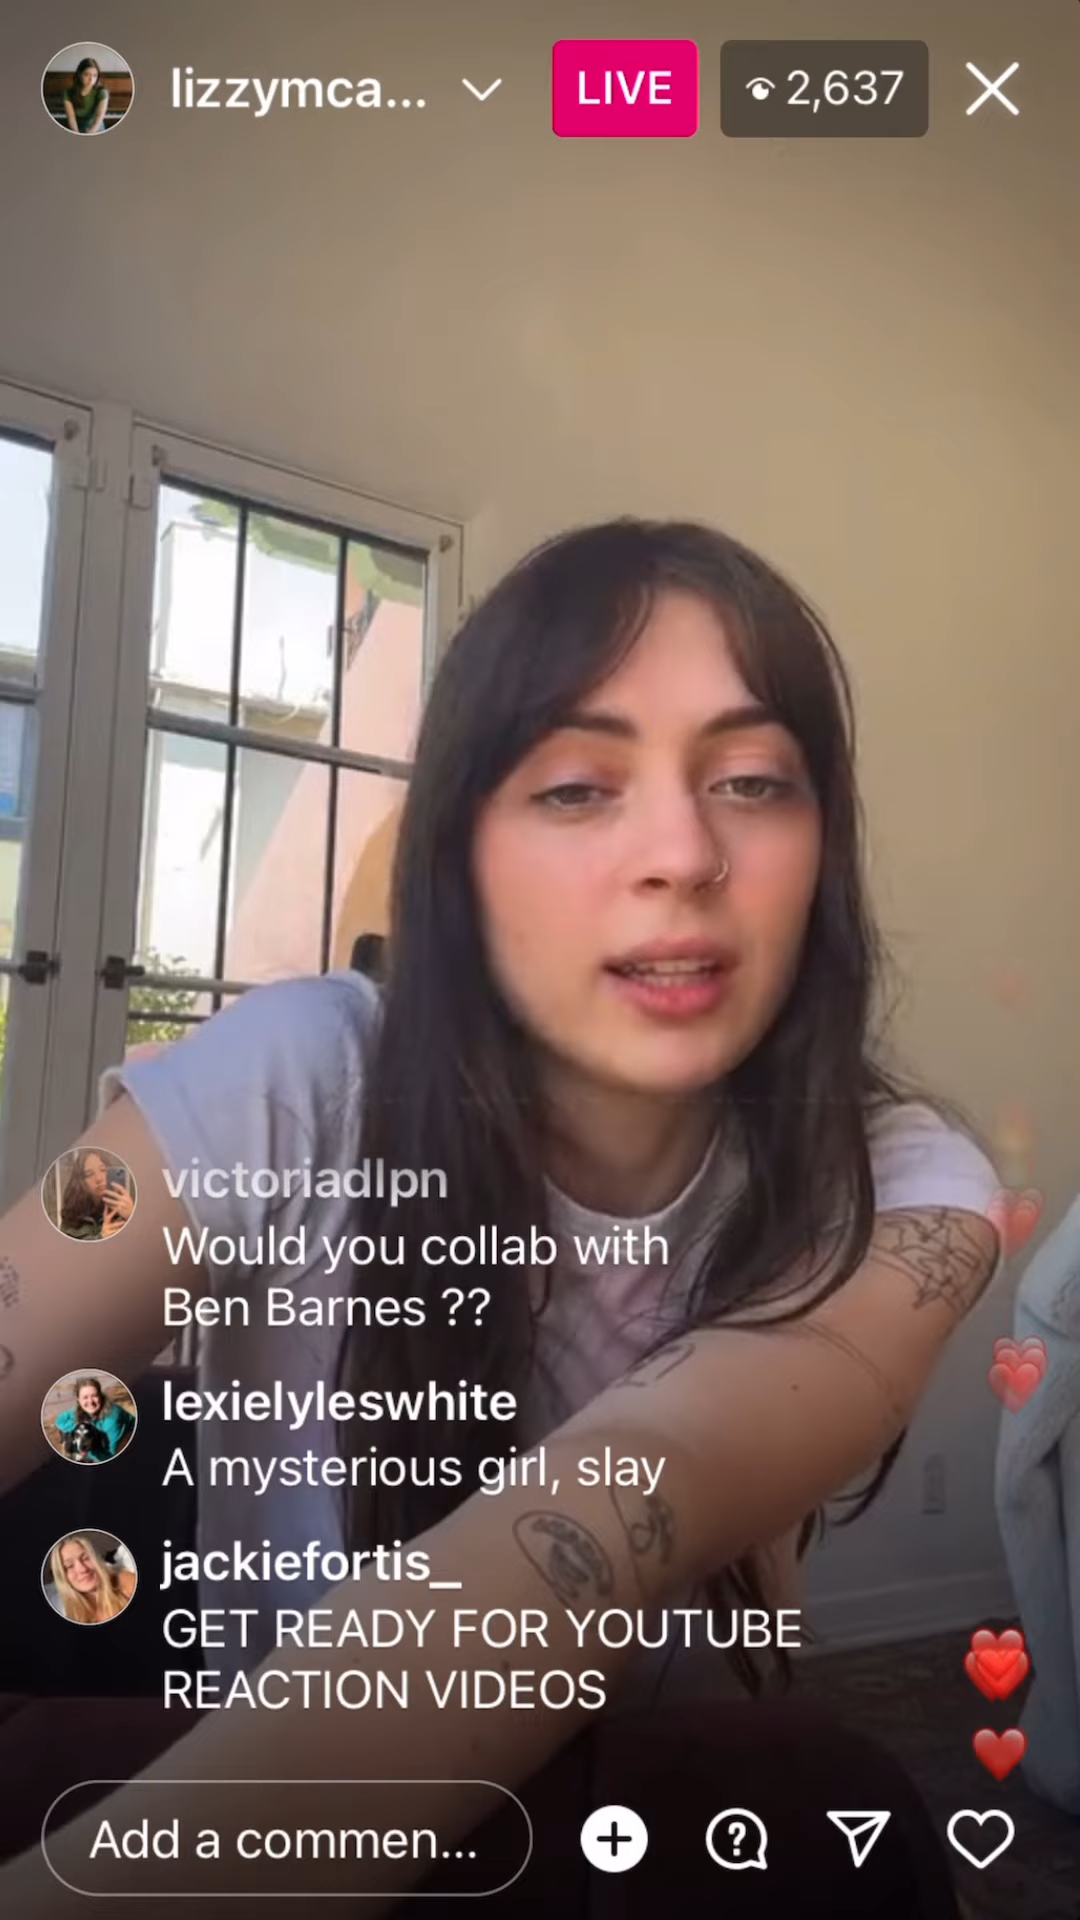 lizzymca...
LIVE
2,637
victoriadlpn
Would you collab with
Ben Barnes ??
lexielyleswhite
A mysterious girl, slay
jackiefortis_
GET READY FOR YOUTUBE
REACTION VIDEOS
Add a commen...